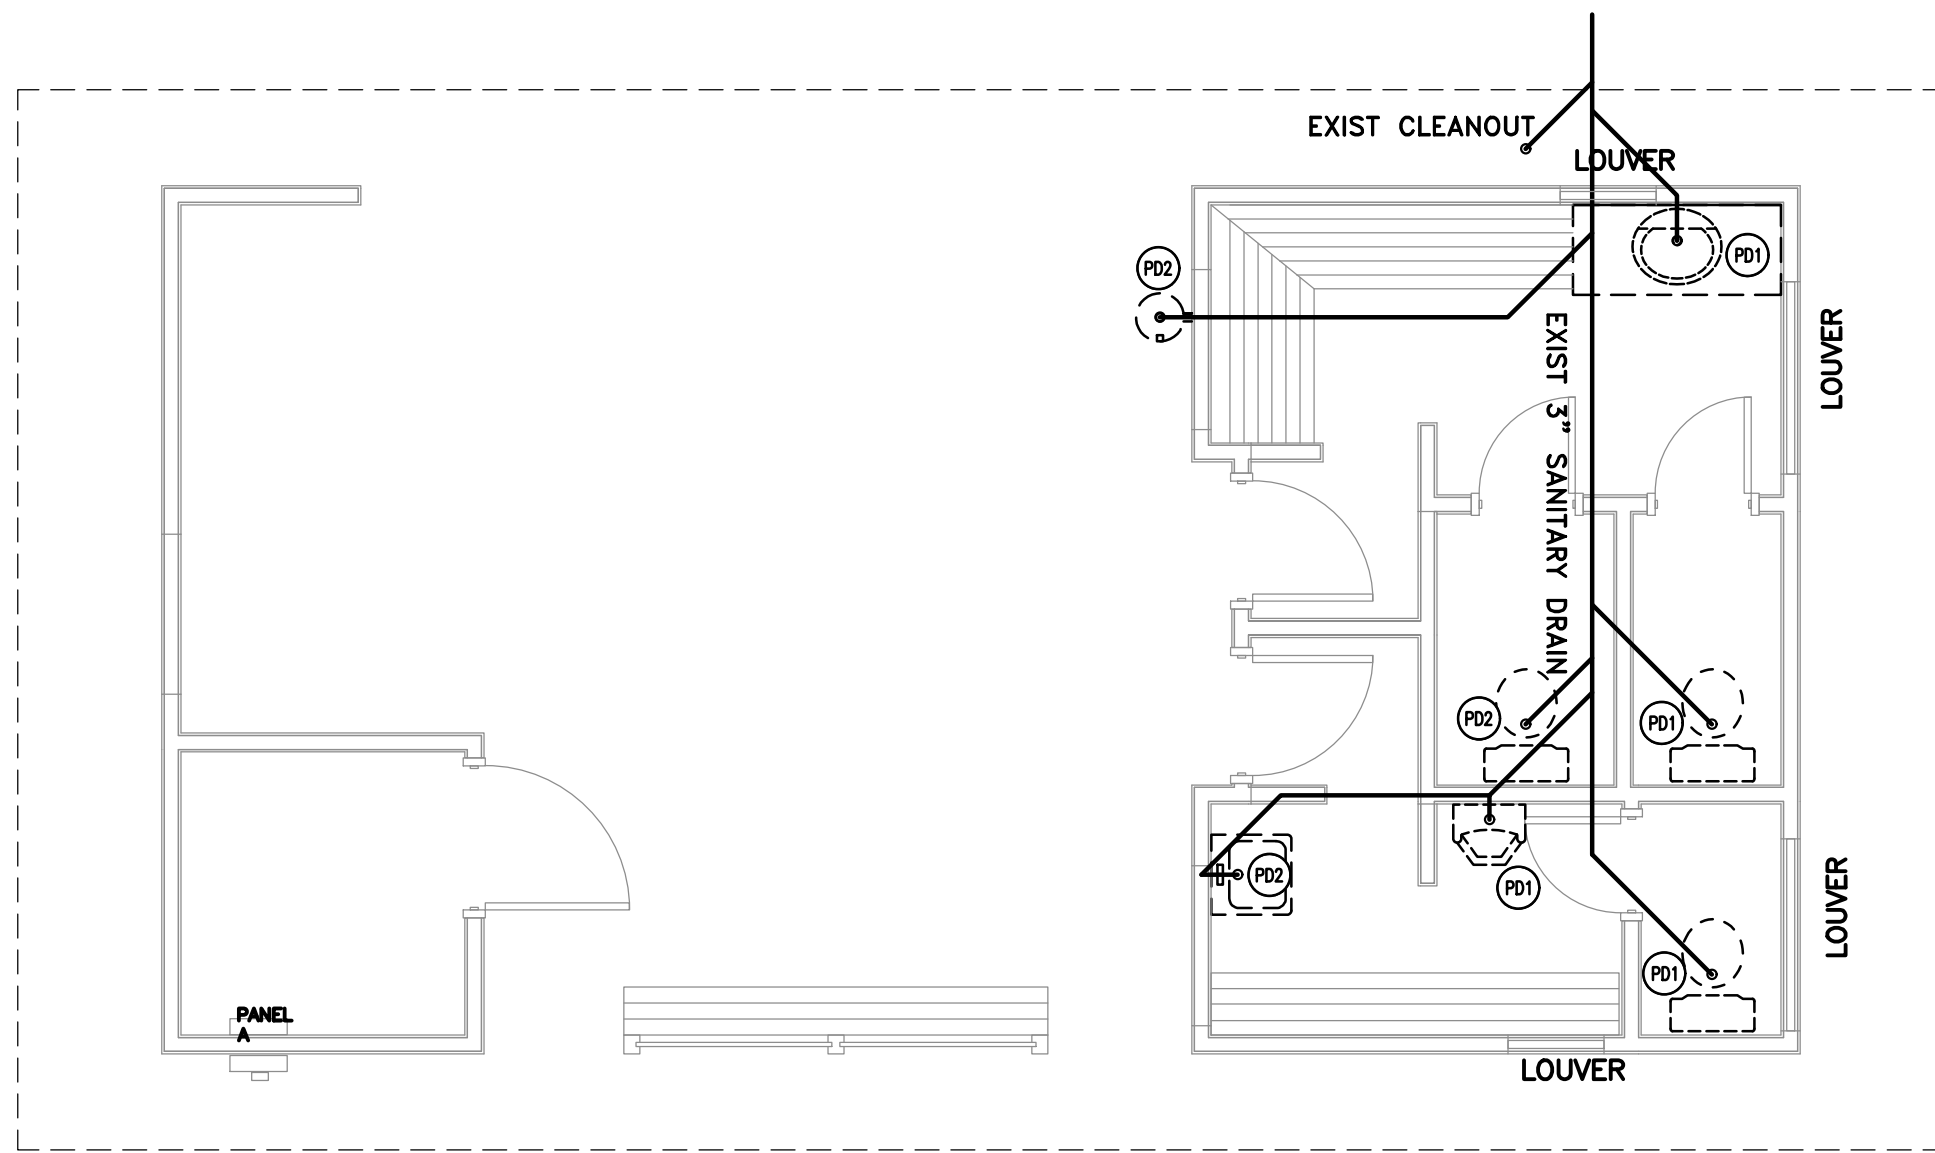 EXIST CLEANOUT
LOUVER
PD2
PD1
LOUVER
EXIST 3" SANITARY DRAIN
PD2
PD1
PD2
PD1
PD1
LOUVER
PANEL
A
LOUVER